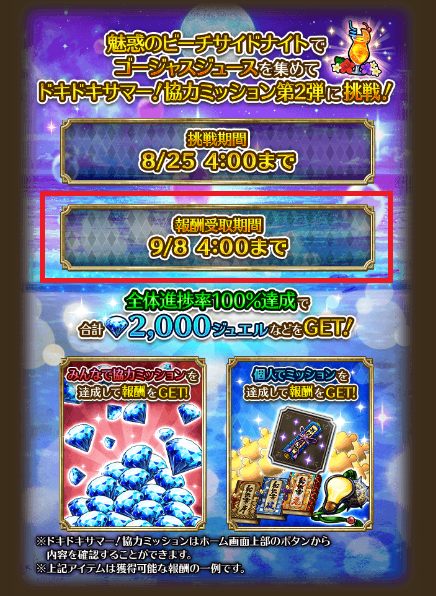 魅惑のビーチサイドナイトで
ゴージャスジュースを集めて
ドキドキサマー!協力ミッション第2弾に挑戦!
挑戦期間
8/25 4:00まで
報酬受取期間
9/8 4:00まで
全体進捗率100%達成で
合計2,000ジュエルなどをGET!
みんなで協力ミッションを
達成して報酬をGET!
個人でミッションを
達成して報酬をGET!
※ドキドキサマー!協力ミッションはホーム画面上部のボタンから
内容を確認することができます。
※上記アイテムは獲得可能な報酬の一例です。